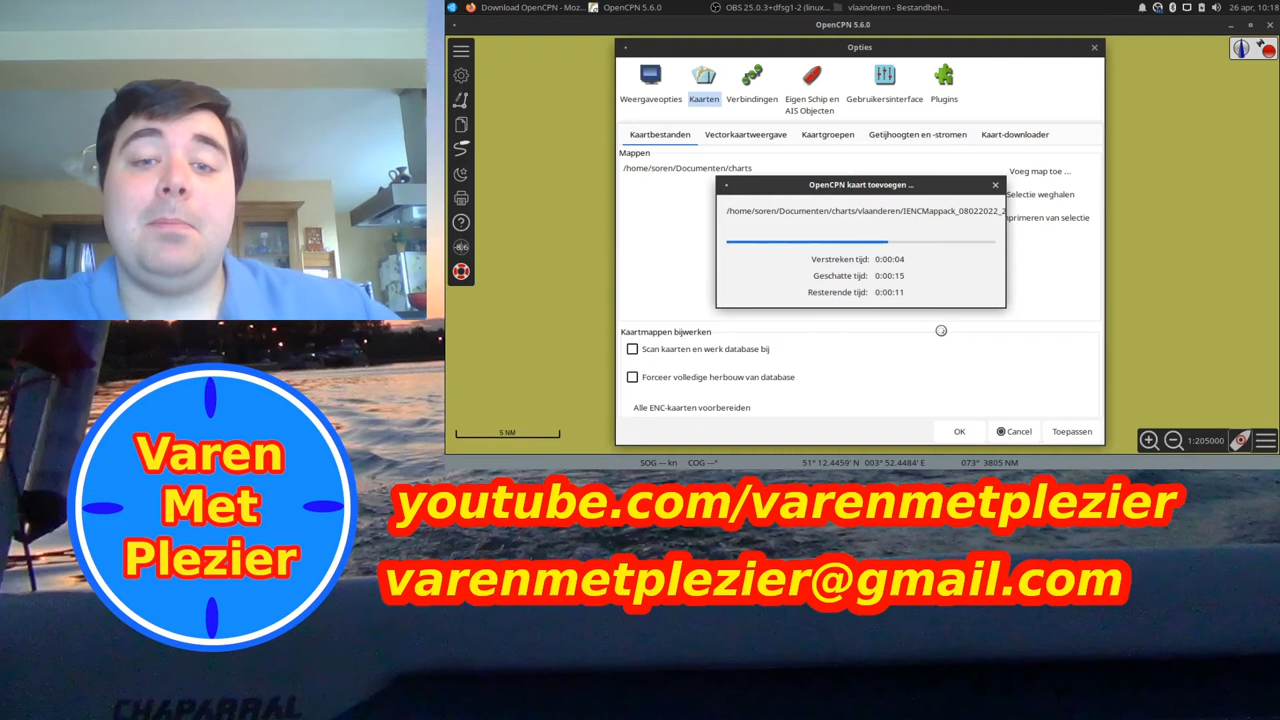 Download OpenCPN - Moz...
OpenCPN 5.6.0
OBS 25.0.3+dfsg1-2 (linux...
vlaanderen - Bestandbeh...
26 apr, 10:18
OpenCPN 5.6.0
Opties
Weergaveopties
Kaarten
Verbindingen
Eigen Schip en
AIS Objecten
Gebruikersinterface
Plugins
Kaartbestanden
Vectorkaartweergave
Kaartgroepen
Getijhoogten en -stromen
Kaart-downloader
Mappen
/home/soren/Documenten/charts
Voeg map toe ...
Selectie weghalen
nprimeren van selectie
OpenCPN kaart toevoegen ...
/home/soren/Documenten/charts/vlaanderen/IENCMappack_08022022_2
Verstreken tijd: 0:00:04
Geschatte tijd: 0:00:15
Resterende tijd: 0:00:11
Kaartmappen bijwerken
Scan kaarten en werk database bij
Forceer volledige herbouw van database
Alle ENC-kaarten voorbereiden
OK
Cancel
Toepassen
5 NM
1:205000
SOG --- kn COG ---°
51° 12.4459' N 003° 52.4484' E
073° 3805 NM
Varen
Met
Plezier
youtube.com/varenmetplezier
varenmetplezier@gmail.com
CHAPARRAL